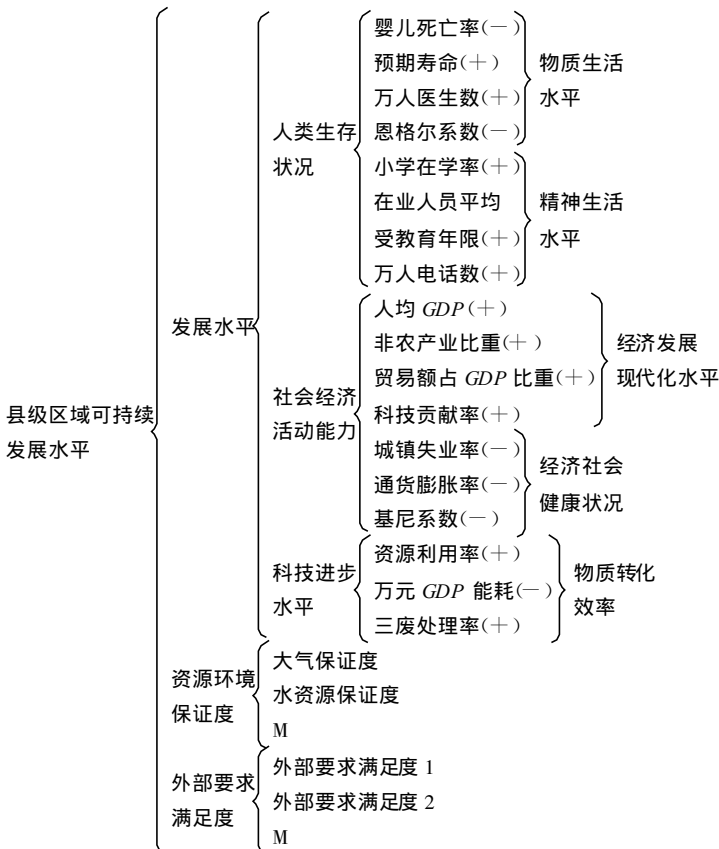 县级区域可持续
发展水平
发展水平
人类生存
状况
婴儿死亡率(－)
预期寿命(＋)
万人医生数(＋)
恩格尔系数(－)
物质生活
水平
小学在学率(＋)
在业人员平均
受教育年限(＋)
万人电话数(＋)
精神生活
水平
社会经济
活动能力
人均 GDP(＋)
非农产业比重(＋)
贸易额占 GDP 比重(＋)
科技贡献率(＋)
经济发展
现代化水平
城镇失业率(－)
通货膨胀率(－)
基尼系数(－)
经济社会
健康状况
科技进步
水平
资源利用率(＋)
万元 GDP 能耗(－)
三废处理率(＋)
物质转化
效率
资源环境
保证度
大气保证度
水资源保证度
M
外部要求
满足度
外部要求满足度 1
外部要求满足度 2
M